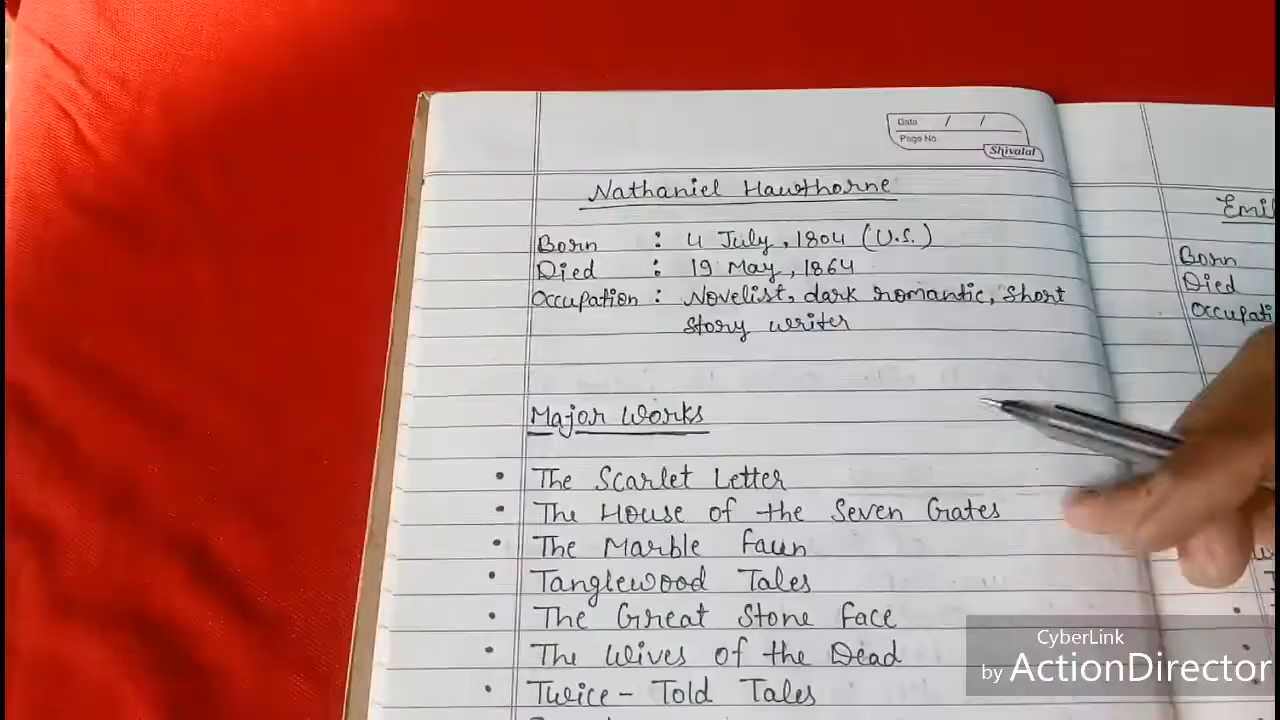 Data / /
Page No.
Shivalal
Nathaniel Hawthorne
Born : 4 July, 1804 (U.S.)
Died : 19 May, 1864
Occupation : Novelist, dark romantic, short
story writer
Major Works
• The Scarlet Letter
• The House of the Seven Grates
• The Marble Faun
• Tanglewood Tales
• The Great Stone Face
• The Wives of the Dead
• Twice-Told Tales
Emil
Born
Died
Occupati
CyberLink
by ActionDirector